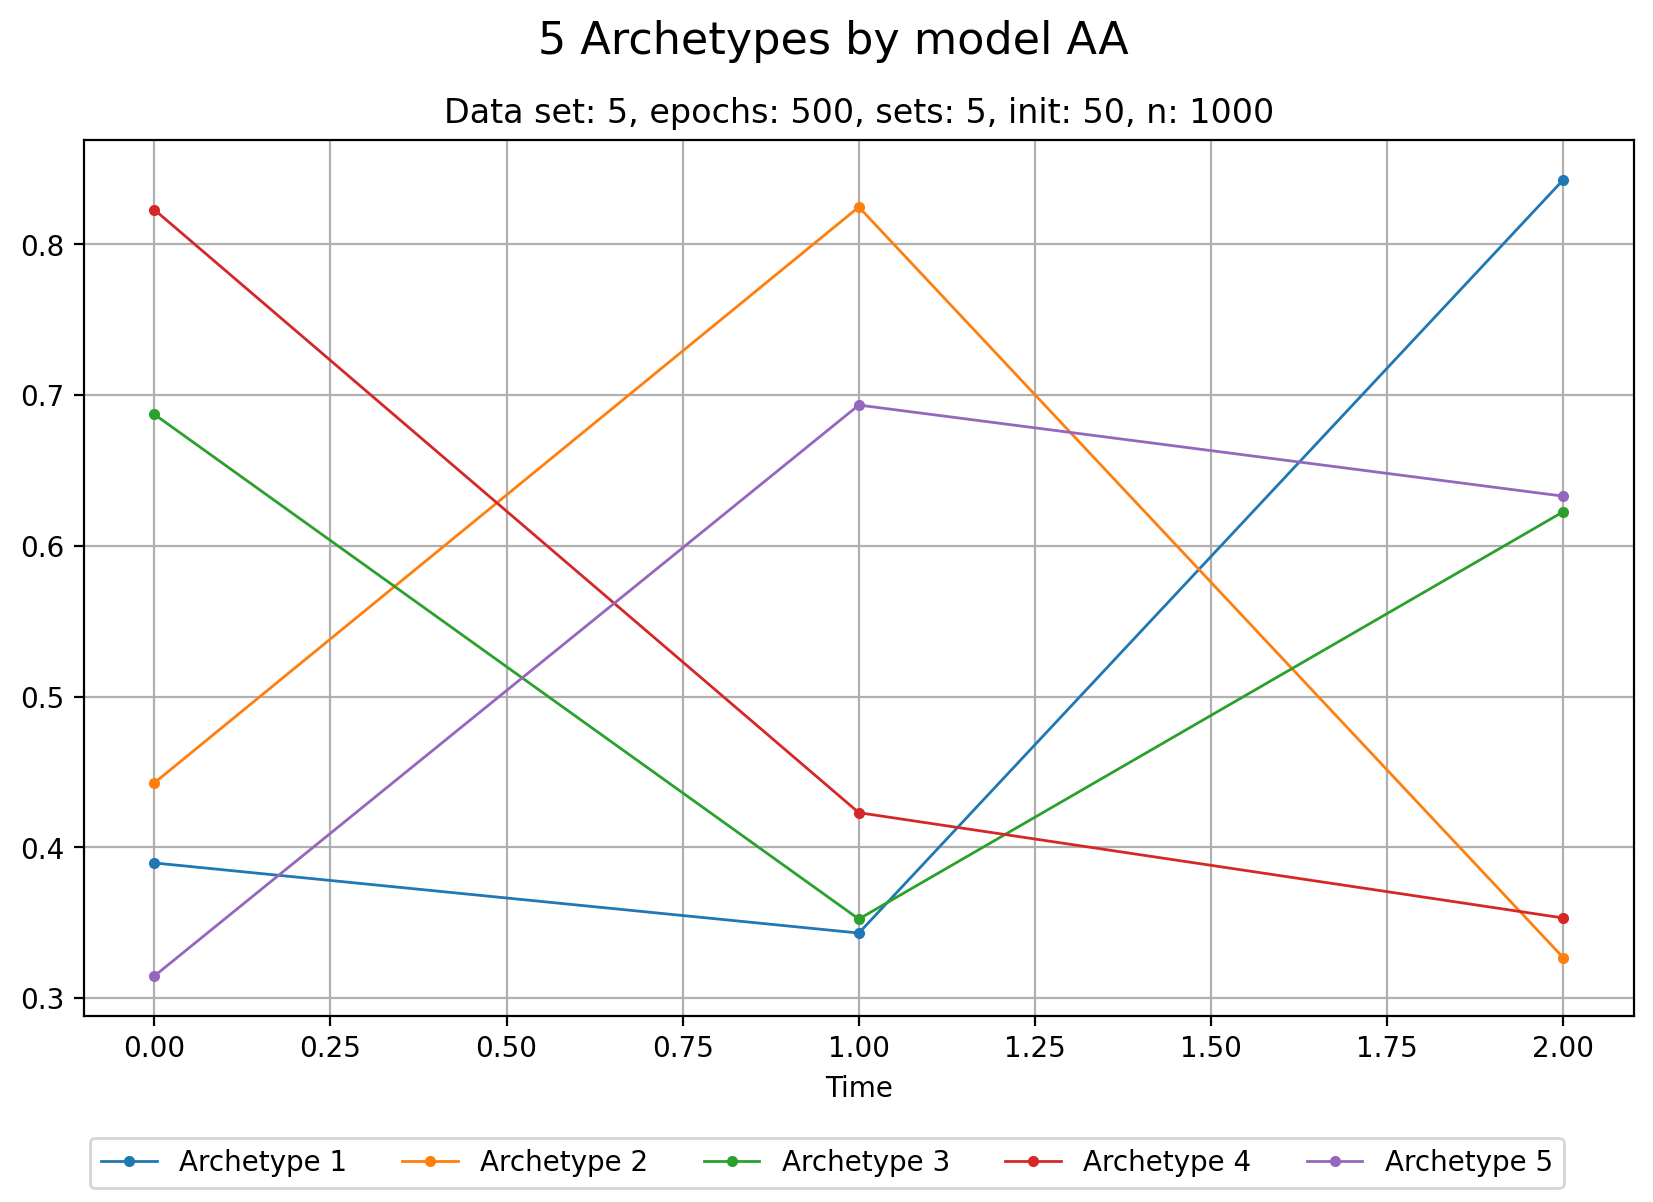 5 Archetypes by model AA
Data set: 5, epochs: 500, sets: 5, init: 50, n: 1000
0.8
0.7
0.6
0.5
0.4
0.3
0.00 0.25 0.50 0.75 1.00 1.25 1.50 1.75 2.00
Time
Archetype 1 Archetype 2 Archetype 3 Archetype 4 Archetype 5